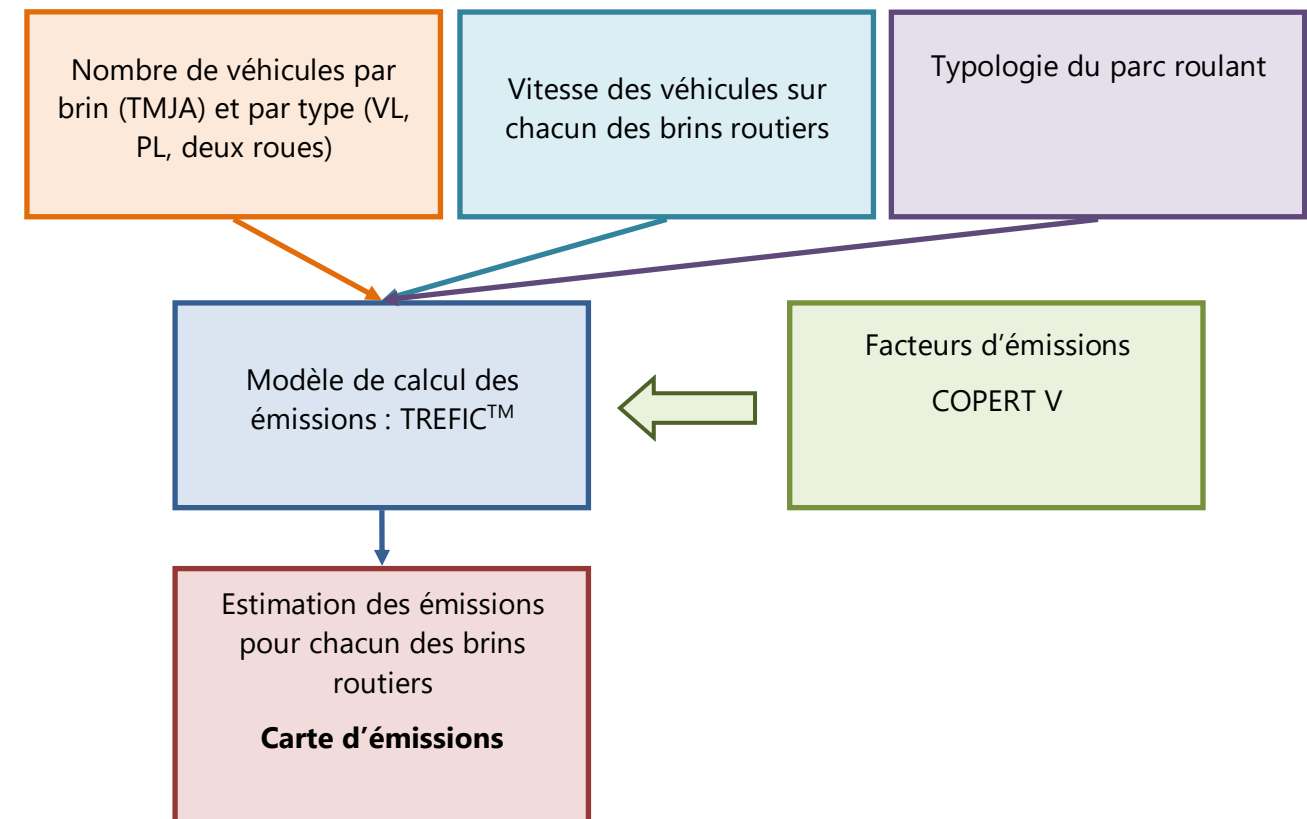 Nombre de véhicules par
brin (TMJA) et par type (VL,
PL, deux roues)
Vitesse des véhicules sur
chacun des brins routiers
Typologie du parc roulant
Modèle de calcul des
émissions : TREFIC™
Facteurs d’émissions
COPERT V
Estimation des émissions
pour chacun des brins
routiers
Carte d’émissions